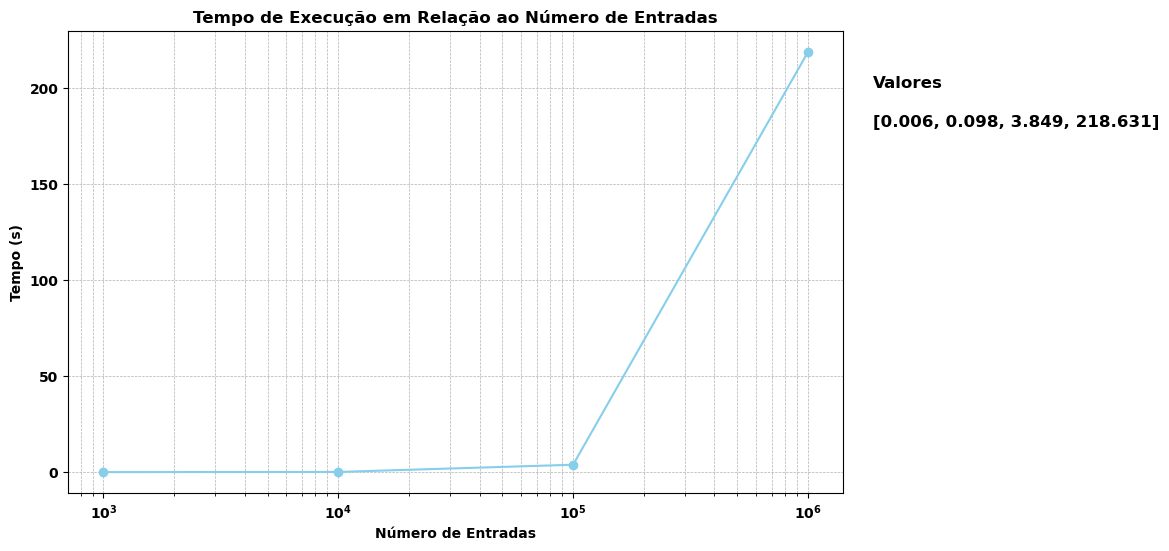 Tempo de Execução em Relação ao Número de Entradas
Valores
[0.006, 0.098, 3.849, 218.631]
200
150
100
50
0
Tempo (s)
10³ 10⁴ 10⁵ 10⁶
Número de Entradas